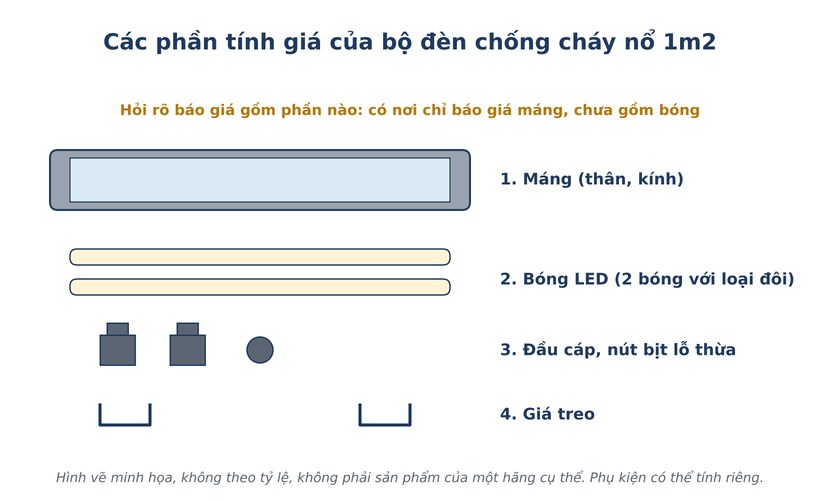 Các phần tính giá của bộ đèn chống cháy nổ 1m2
Hỏi rõ báo giá gồm phần nào: có nơi chỉ báo giá máng, chưa gồm bóng
1. Máng (thân, kính)
2. Bóng LED (2 bóng với loại đôi)
3. Đầu cáp, nút bịt lỗ thừa
4. Giá treo
Hình vẽ minh họa, không theo tỷ lệ, không phải sản phẩm của một hãng cụ thể. Phụ kiện có thể tính riêng.